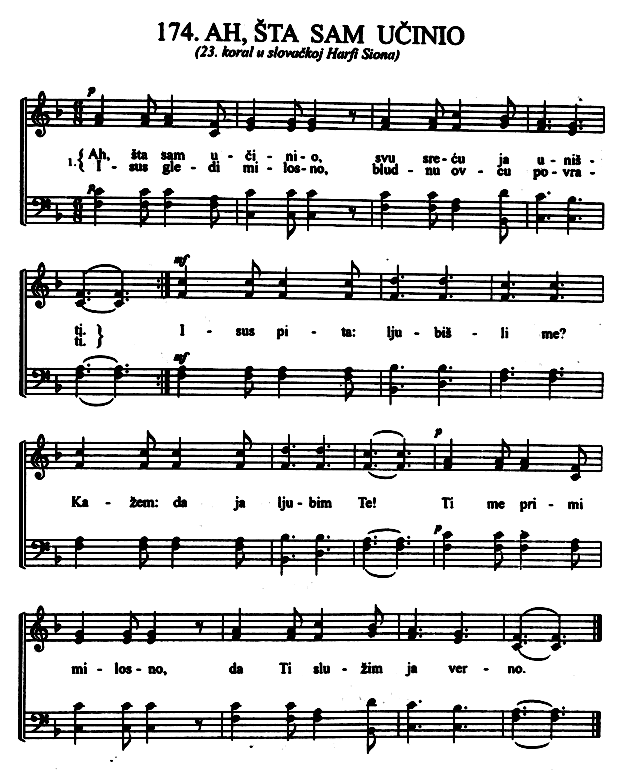 174. AH, ŠTA SAM UČINIO
(23. koral u slovačkoj Harfi Siona)
p
1. { Ah, šta sam u - či - ni - o, svu sre - ću ja u - niš -
{ I - sus gle - di mi - los - no, blud - nu ov - cu po - vra -
p
mf
ti. }
ti. } I - sus pi - ta: lju - biš - li me?
mf
p
Ka - žem: da ja lju - bim Te! Ti me pri - mi
p
mi - los - no, da Ti slu - žim ja ver - no.